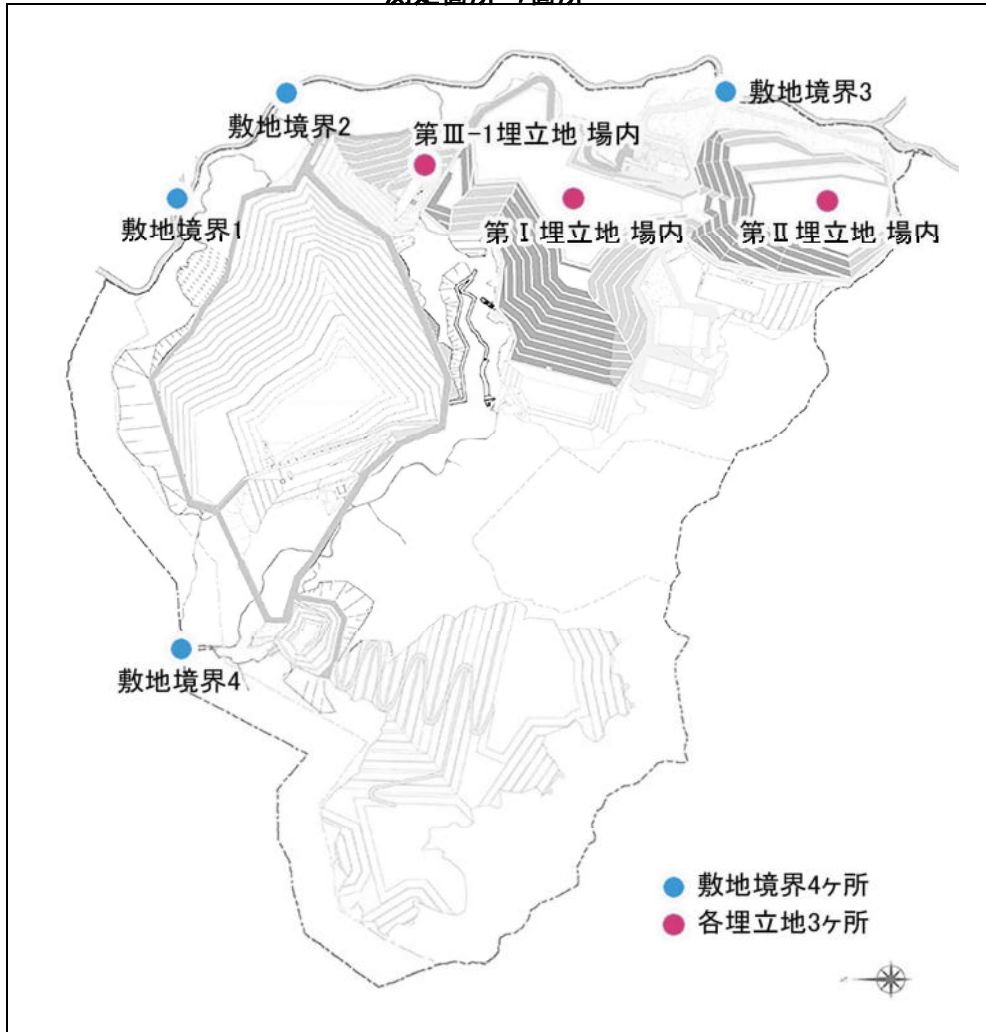 敷地境界3
敷地境界2
第Ⅲ-1埋立地 場内
敷地境界1
第Ⅰ埋立地 場内
第Ⅱ埋立地 場内
敷地境界4
敷地境界4ヶ所
各埋立地3ヶ所